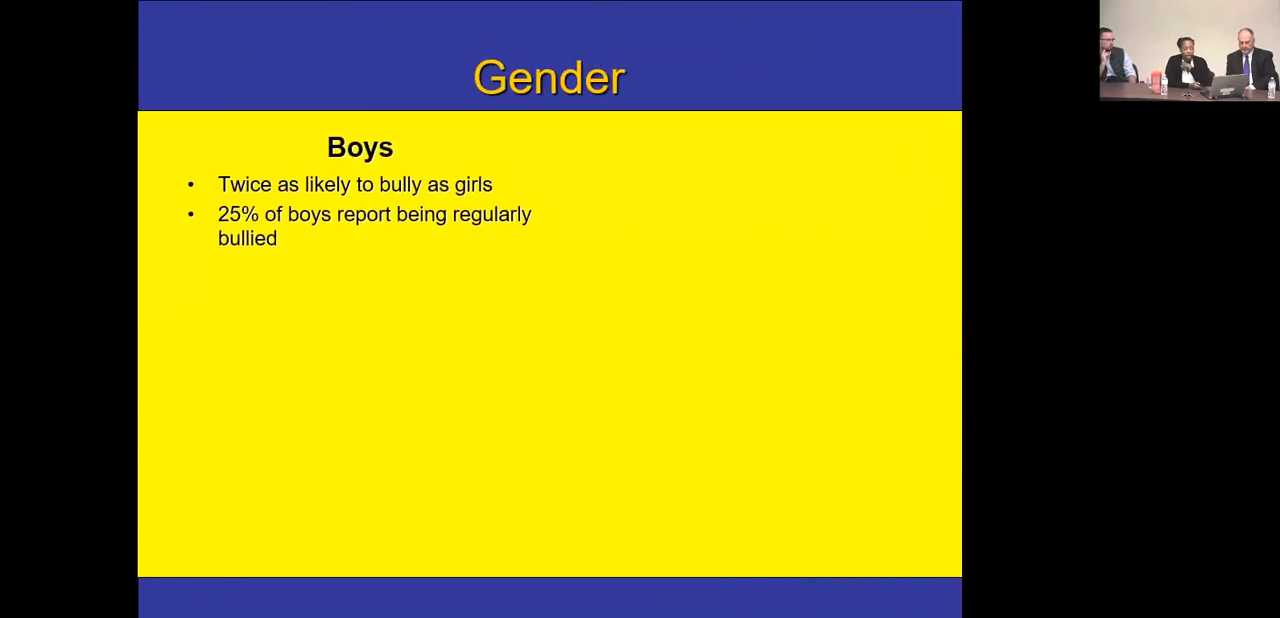 Gender
Boys
• Twice as likely to bully as girls
• 25% of boys report being regularly
bullied